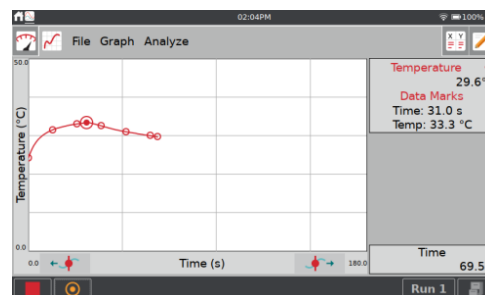 02:04PM
100%
File Graph Analyze
X Y
50.0
Temperature (°C)
0.0
0.0
Time (s)
180.0
Temperature
29.6°
Data Marks
Time: 31.0 s
Temp: 33.3 °C
Time
69.5
Run 1